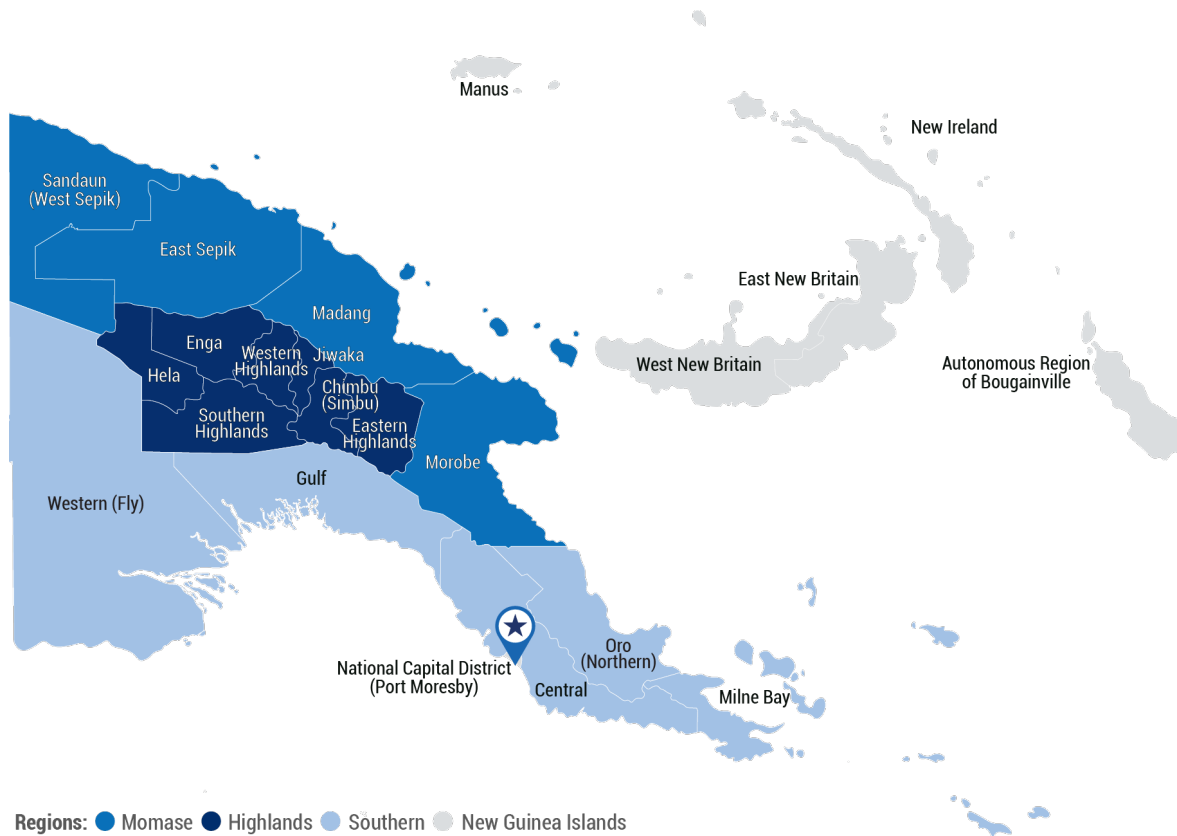 Manus
New Ireland
Sandaun
(West Sepik)
East Sepik
East New Britain
Madang
Enga
Western
Highlands
Jiwaka
West New Britain
Autonomous Region
of Bougainville
Hela
Chimbu
(Simbu)
Southern
Highlands
Eastern
Highlands
Morobe
Gulf
Western (Fly)
Oro
(Northern)
National Capital District
(Port Moresby)
Central
Milne Bay
Regions: Momase Highlands Southern New Guinea Islands